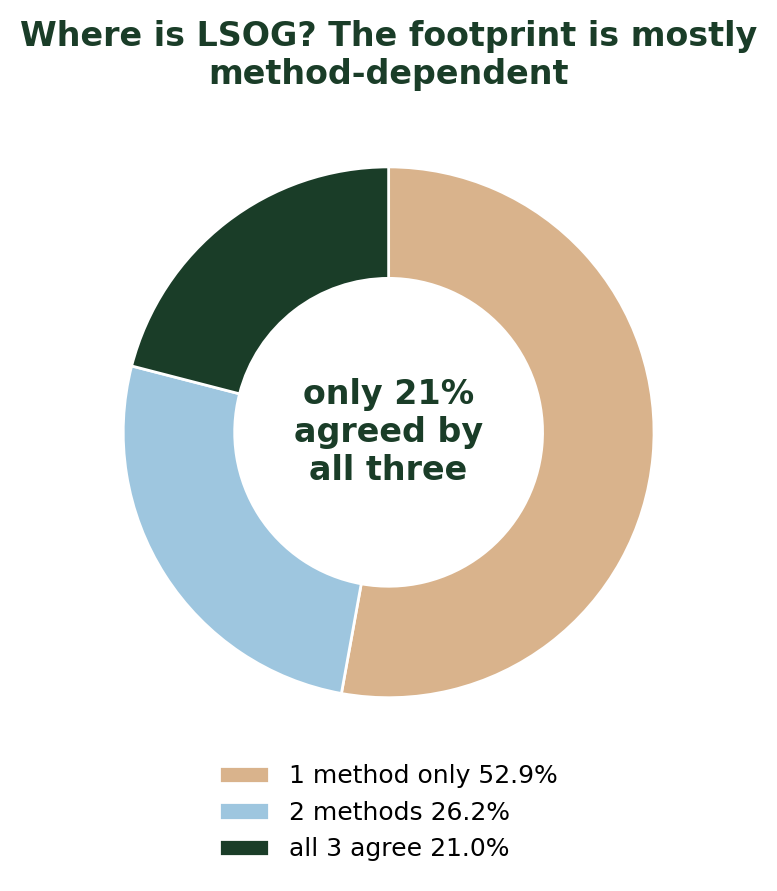 Where is LSOG? The footprint is mostly
method-dependent
only 21%
agreed by
all three
1 method only 52.9%
2 methods 26.2%
all 3 agree 21.0%